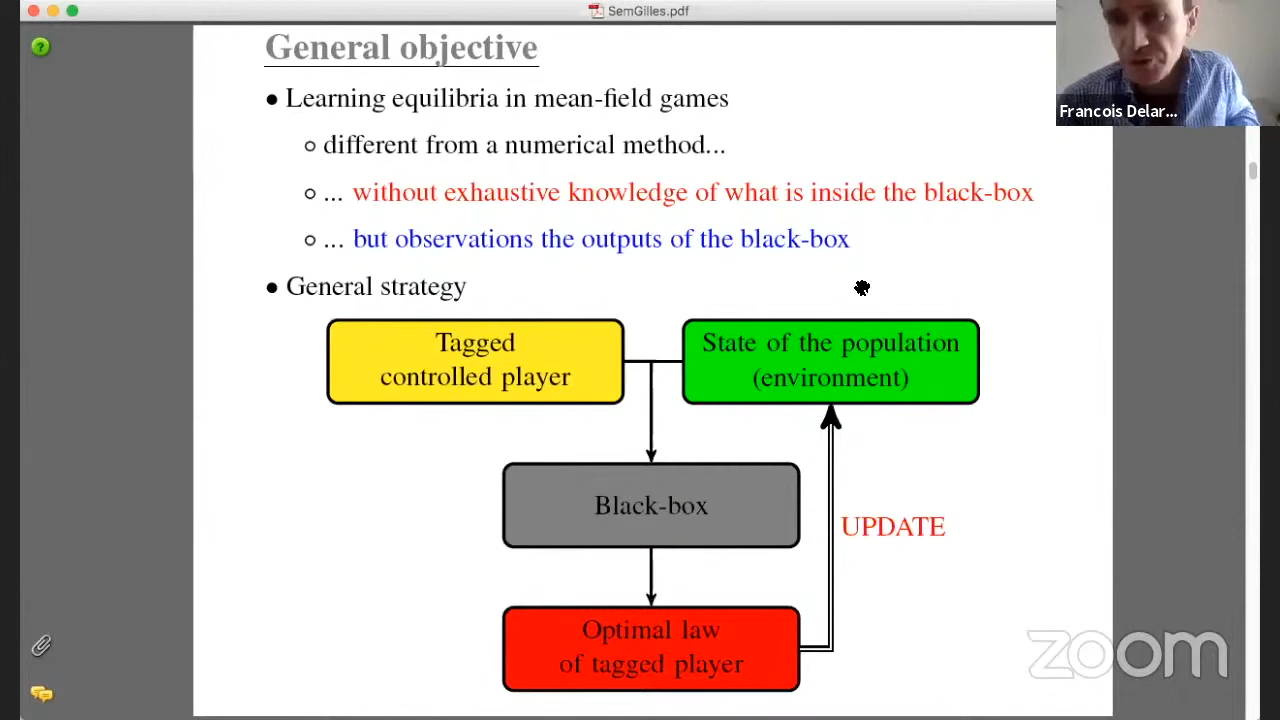 SemGilles.pdf
General objective
• Learning equilibria in mean-field games
○ different from a numerical method...
○ ... without exhaustive knowledge of what is inside the black-box
○ ... but observations the outputs of the black-box
• General strategy
Tagged
controlled player
State of the population
(environment)
Black-box
UPDATE
Optimal law
of tagged player
Francois Delar...
zoom